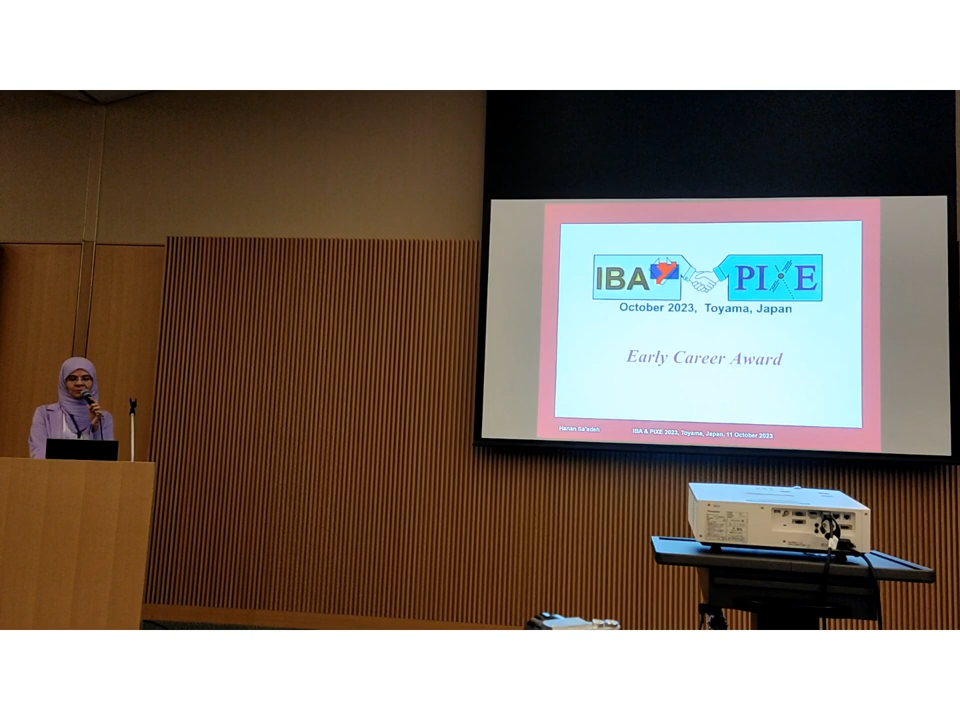 IBA PIXE
October 2023, Toyama, Japan
Early Career Award
Hanan Sa'adeh IBA & PIXE 2023, Toyama, Japan, 11 October 2023